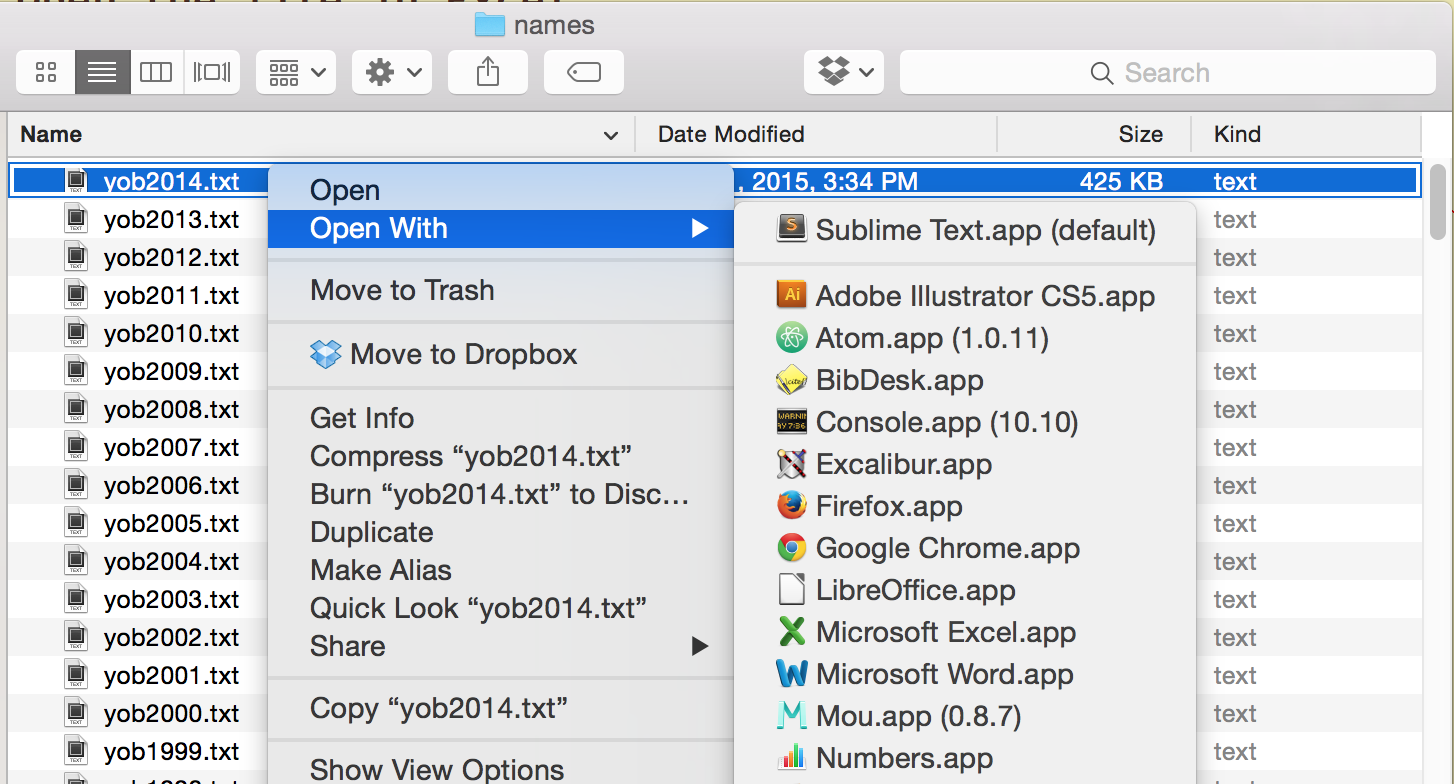 names
Search
Name Date Modified Size Kind
yob2014.txt , 2015, 3:34 PM 425 KB text
yob2013.txt text
yob2012.txt text
yob2011.txt text
yob2010.txt text
yob2009.txt text
yob2008.txt text
yob2007.txt text
yob2006.txt text
yob2005.txt text
yob2004.txt text
yob2003.txt text
yob2002.txt text
yob2001.txt text
yob2000.txt text
yob1999.txt text
Open
Open With
Move to Trash
Move to Dropbox
Get Info
Compress “yob2014.txt”
Burn “yob2014.txt” to Disc…
Duplicate
Make Alias
Quick Look “yob2014.txt”
Share
Copy “yob2014.txt”
Show View Options
Sublime Text.app (default)
Adobe Illustrator CS5.app
Atom.app (1.0.11)
BibDesk.app
Console.app (10.10)
Excalibur.app
Firefox.app
Google Chrome.app
LibreOffice.app
Microsoft Excel.app
Microsoft Word.app
Mou.app (0.8.7)
Numbers.app